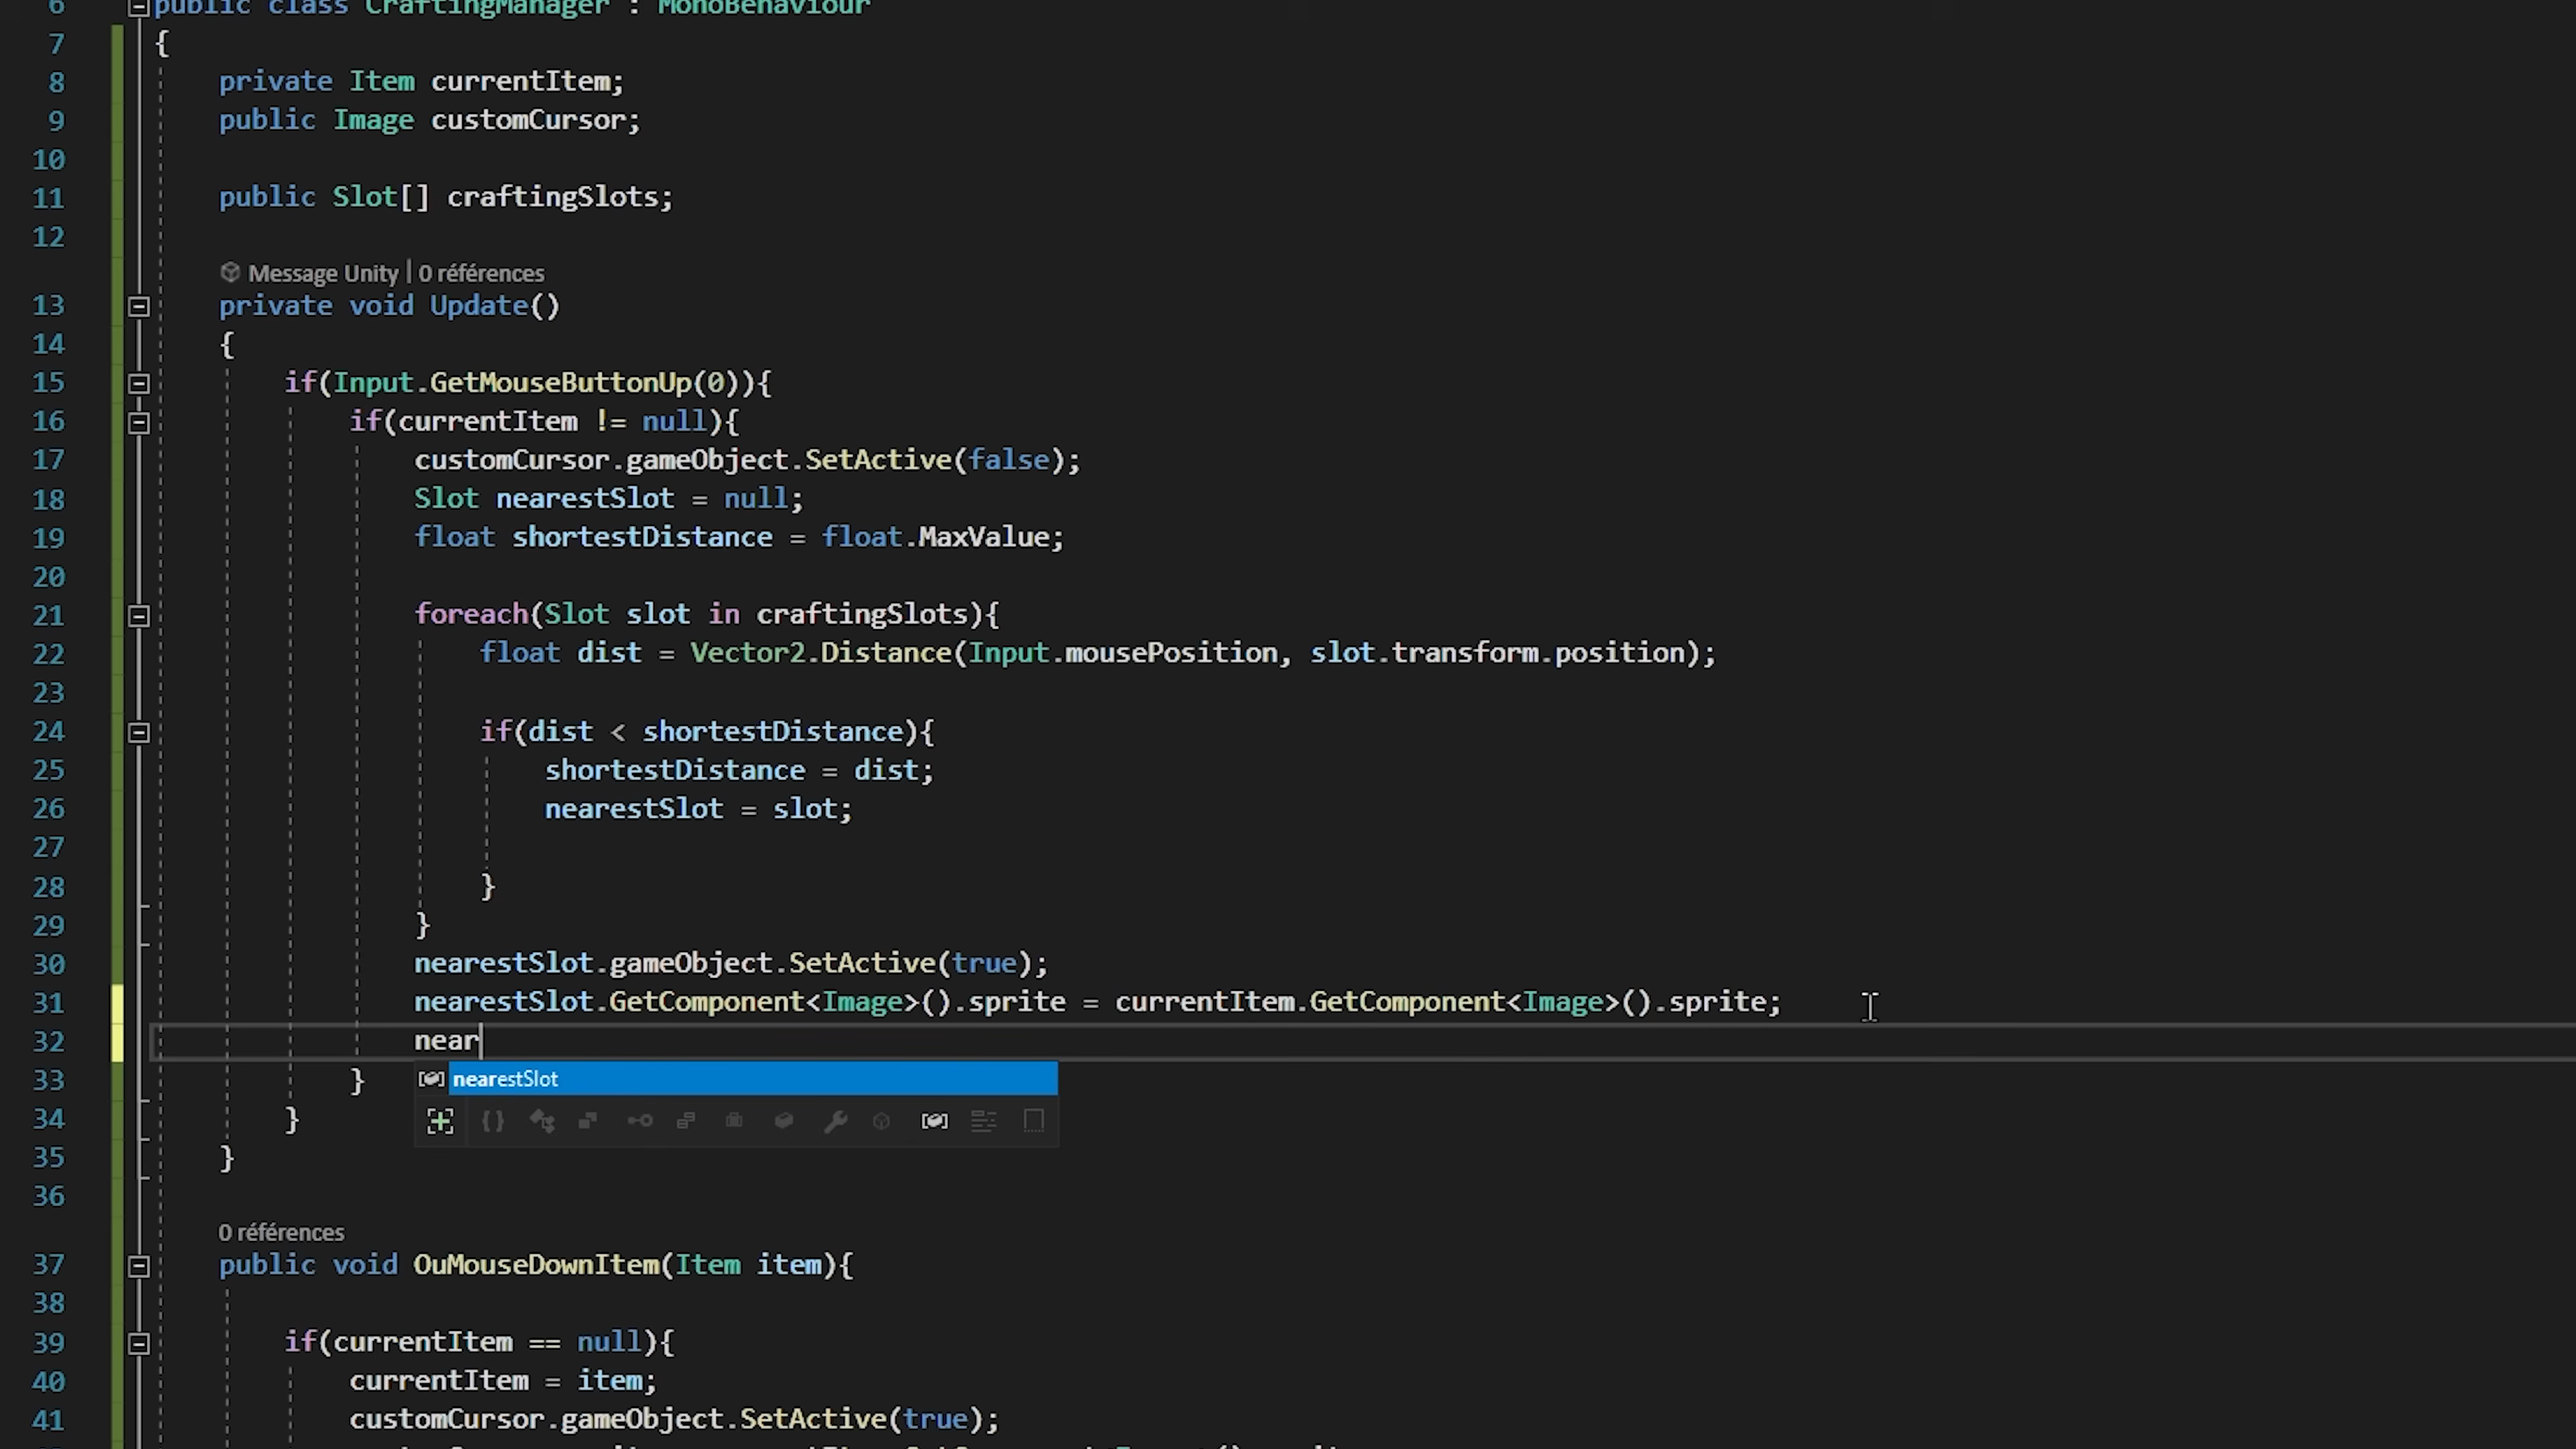 6 public class CraftingManager : MonoBehaviour
7 {
8 private Item currentItem;
9 public Image customCursor;
10
11 public Slot[] craftingSlots;
12
Message Unity | 0 références
13 private void Update()
14 {
15 if(Input.GetMouseButtonUp(0)){
16 if(currentItem != null){
17 customCursor.gameObject.SetActive(false);
18 Slot nearestSlot = null;
19 float shortestDistance = float.MaxValue;
20
21 foreach(Slot slot in craftingSlots){
22 float dist = Vector2.Distance(Input.mousePosition, slot.transform.position);
23
24 if(dist < shortestDistance){
25 shortestDistance = dist;
26 nearestSlot = slot;
27
28 }
29 }
30 nearestSlot.gameObject.SetActive(true);
31 nearestSlot.GetComponent<Image>().sprite = currentItem.GetComponent<Image>().sprite;
32 near
33 }
nearestSlot
34 }
35 }
36
0 références
37 public void OuMouseDownItem(Item item){
38
39 if(currentItem == null){
40 currentItem = item;
41 customCursor.gameObject.SetActive(true);